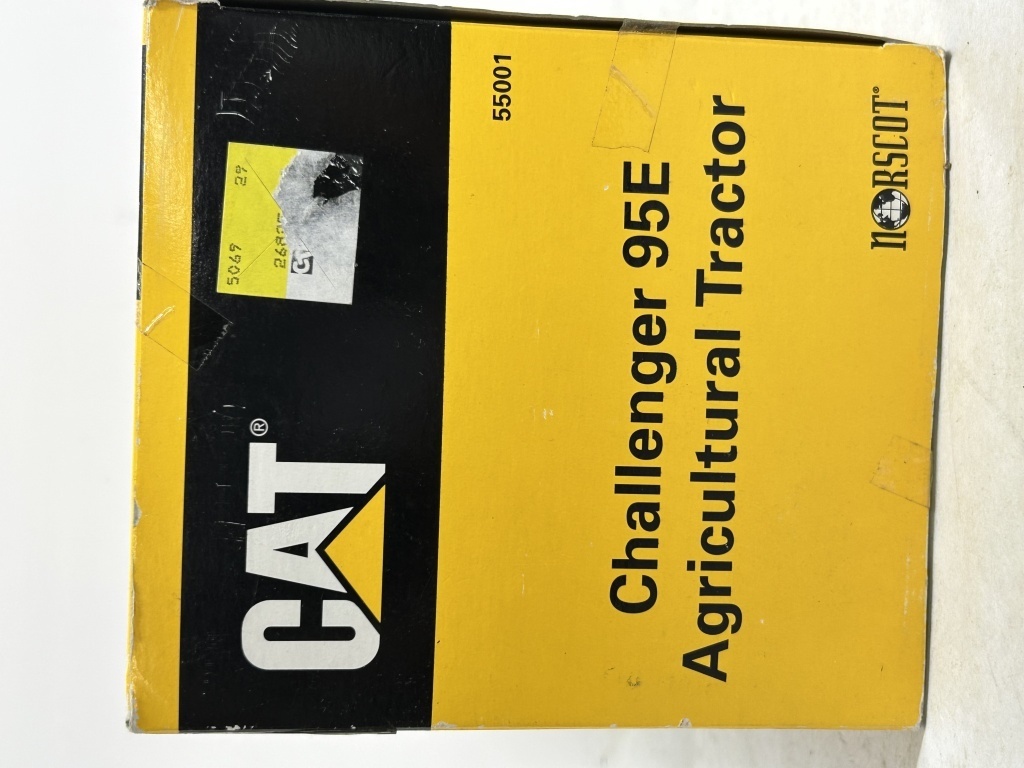 CAT®
5069 29
55001
Challenger 95E
Agricultural Tractor
NORSCOT®